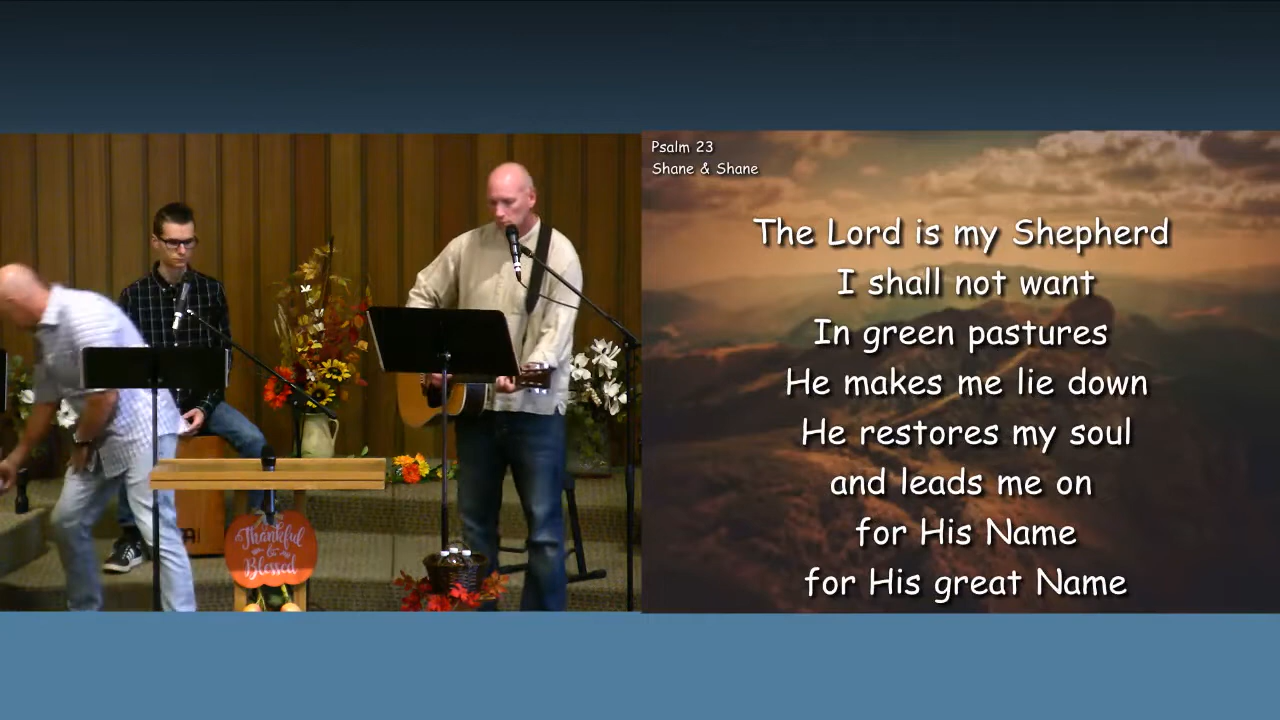 Psalm 23
Shane & Shane
The Lord is my Shepherd
I shall not want
In green pastures
He makes me lie down
He restores my soul
and leads me on
for His Name
for His great Name
Thankful
&
Blessed